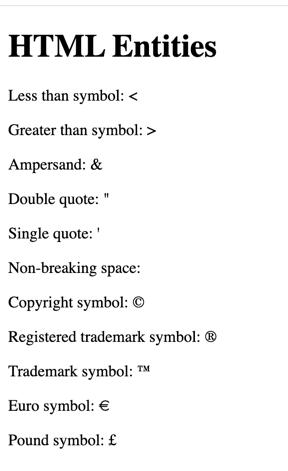 HTML Entities
Less than symbol: <
Greater than symbol: >
Ampersand: &
Double quote: "
Single quote: '
Non-breaking space:
Copyright symbol: ©
Registered trademark symbol: ®
Trademark symbol: ™
Euro symbol: €
Pound symbol: £